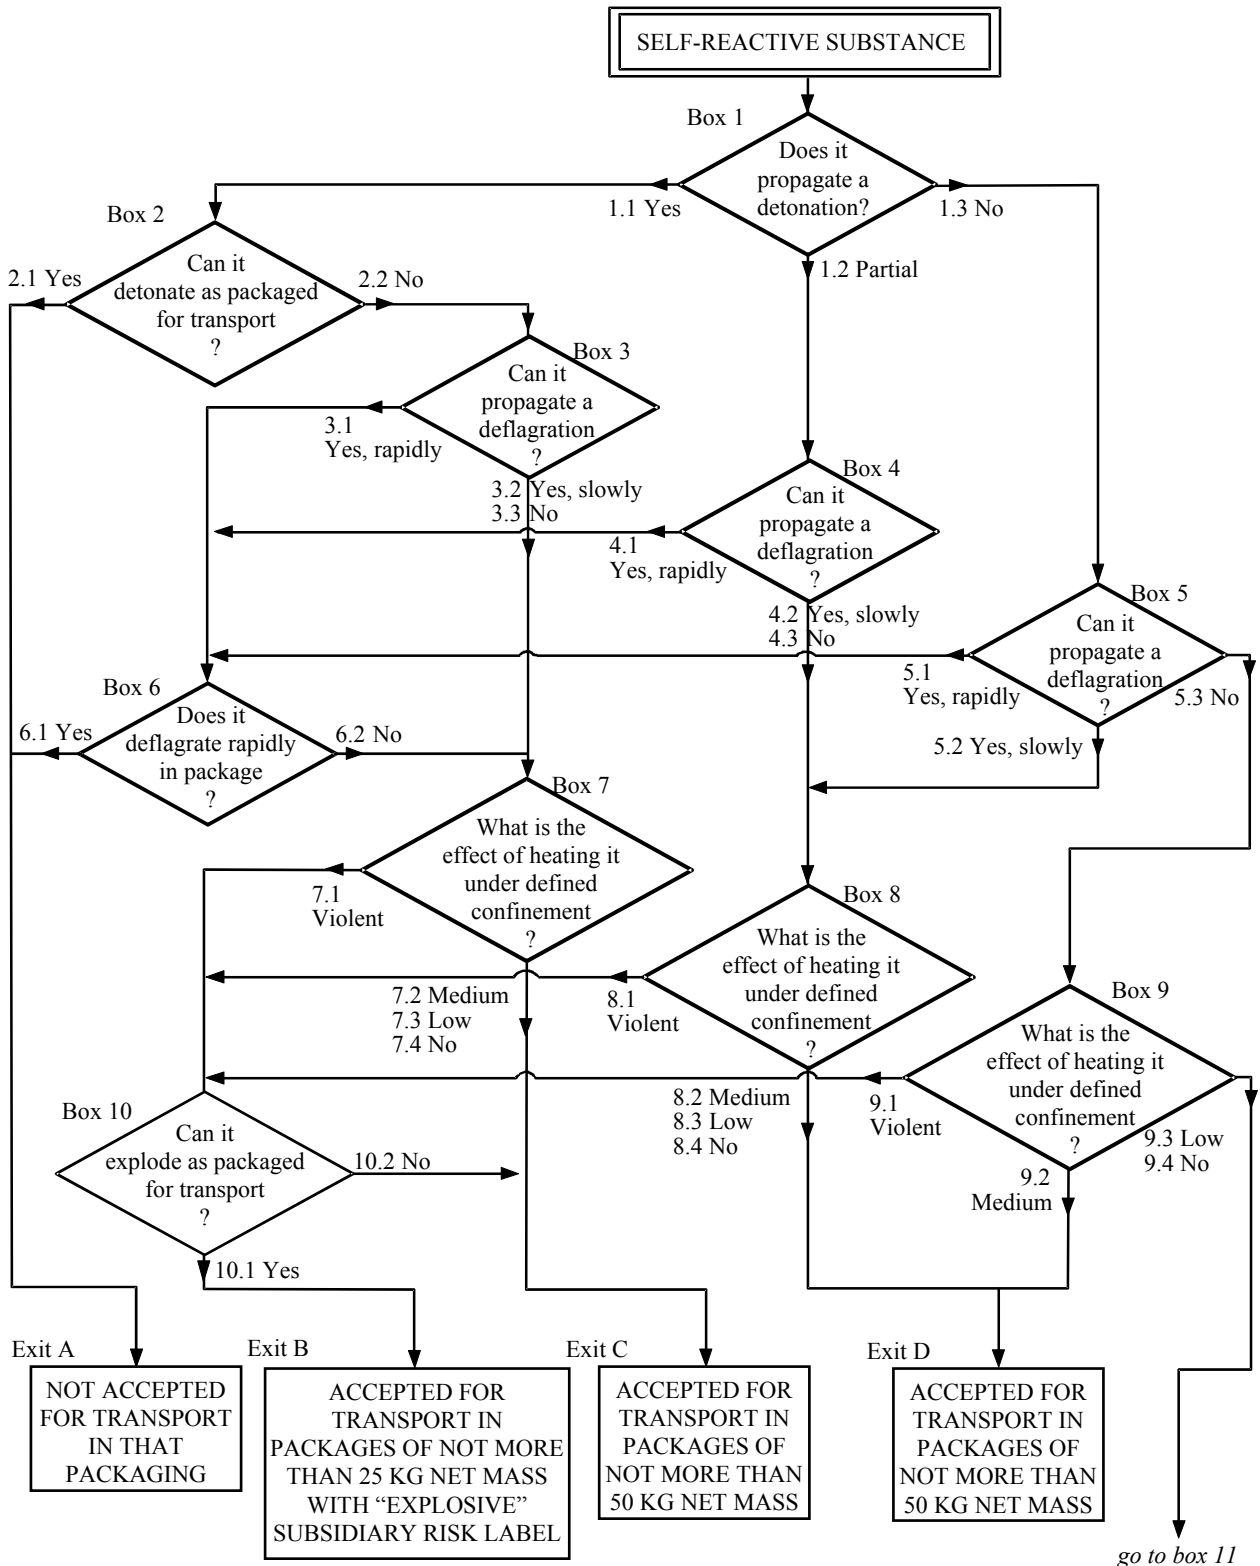 SELF-REACTIVE SUBSTANCE
Box 1
Does it
propagate a
detonation?
1.1 Yes
1.3 No
1.2 Partial
Box 2
Can it
detonate as packaged
for transport
?
2.1 Yes
2.2 No
Box 3
Can it
propagate a
deflagration
?
3.1
Yes, rapidly
3.2 Yes, slowly
3.3 No
Box 4
Can it
propagate a
deflagration
?
4.1
Yes, rapidly
4.2 Yes, slowly
4.3 No
Box 5
Can it
propagate a
deflagration
?
5.1
Yes, rapidly
5.3 No
5.2 Yes, slowly
Box 6
Does it
deflagrate rapidly
in package
?
6.1 Yes
6.2 No
Box 7
What is the
effect of heating it
under defined
confinement
?
7.1
Violent
7.2 Medium
7.3 Low
7.4 No
Box 8
What is the
effect of heating it
under defined
confinement
?
8.1
Violent
8.2 Medium
8.3 Low
8.4 No
Box 9
What is the
effect of heating it
under defined
confinement
?
9.1
Violent
9.2
Medium
9.3 Low
9.4 No
Box 10
Can it
explode as packaged
for transport
?
10.2 No
10.1 Yes
Exit A
NOT ACCEPTED
FOR TRANSPORT
IN THAT
PACKAGING
Exit B
ACCEPTED FOR
TRANSPORT IN
PACKAGES OF NOT MORE
THAN 25 KG NET MASS
WITH “EXPLOSIVE”
SUBSIDIARY RISK LABEL
Exit C
ACCEPTED FOR
TRANSPORT IN
PACKAGES OF
NOT MORE THAN
50 KG NET MASS
Exit D
ACCEPTED FOR
TRANSPORT IN
PACKAGES OF
NOT MORE THAN
50 KG NET MASS
go to box 11